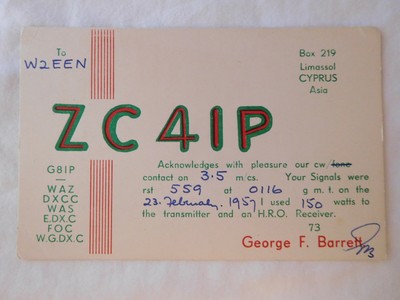 To
W2EEN
Box 219
Limassol
CYPRUS
Asia
ZC4IP
G8IP
—
WAZ
DXCC
WAS
E.DX.C
FOC
W.G.DX.C
Acknowledges with pleasure our cw/fone
contact on 3.5 m/cs. Your Signals were
rst 559 at 0116 g m t. on the
23. February. 1957 I used 150 watts to
the transmitter and an H.R.O. Receiver.
73
George F. Barrett